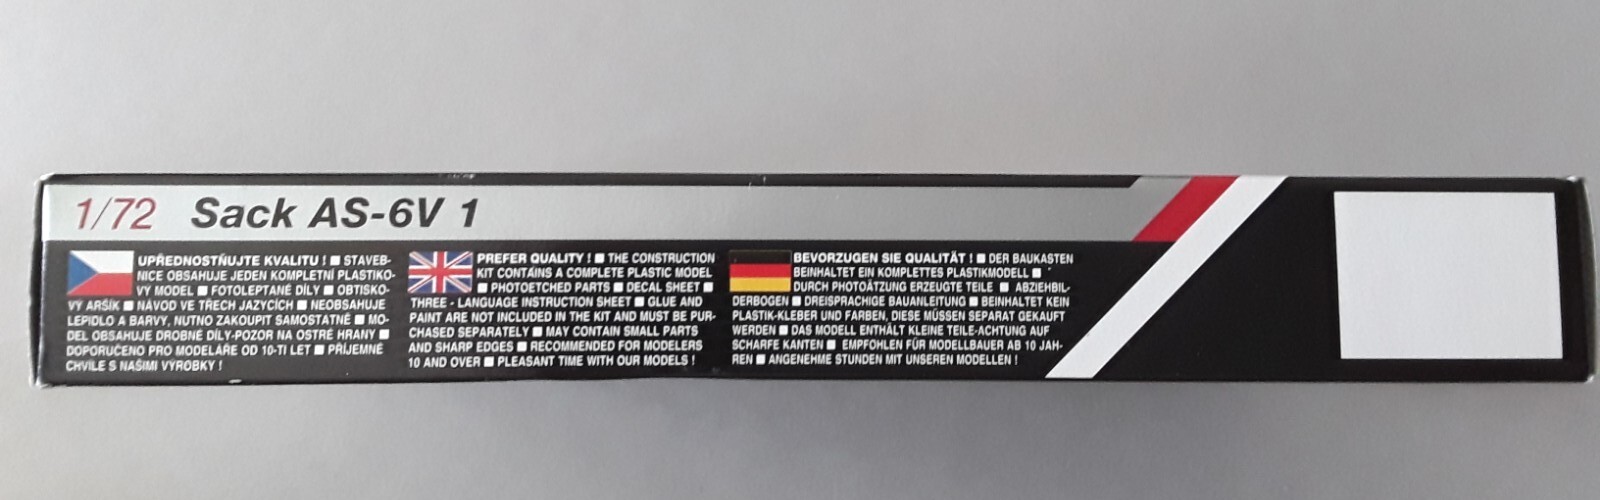 1/72 Sack AS-6V 1
UPŘEDNOSTŇUJTE KVALITU ! ■ STAVEB-
NICE OBSAHUJE JEDEN KOMPLETNÍ PLASTIKO-
VÝ MODEL ■ FOTOLEPTANÉ DÍLY ■ OBTISKO-
VÝ ARŠÍK ■ NÁVOD VE TŘECH JAZYCÍCH ■ NEOBSAHUJE
LEPIDLO A BARVY, NUTNO ZAKOUPIT SAMOSTATNĚ ■ MO-
DEL OBSAHUJE DROBNÉ DÍLY-POZOR NA OSTRÉ HRANY ■
DOPORUČENO PRO MODELÁŘE OD 10-TI LET ■ PŘÍJEMNÉ
CHVÍLE S NAŠIMI VÝROBKY !
PREFER QUALITY ! ■ THE CONSTRUCTION
KIT CONTAINS A COMPLETE PLASTIC MODEL
■ PHOTOETCHED PARTS ■ DECAL SHEET ■
THREE - LANGUAGE INSTRUCTION SHEET ■ GLUE AND
PAINT ARE NOT INCLUDED IN THE KIT AND MUST BE PUR-
CHASED SEPARATELY ■ MAY CONTAIN SMALL PARTS
AND SHARP EDGES ■ RECOMMENDED FOR MODELERS
10 AND OVER ■ PLEASANT TIME WITH OUR MODELS !
BEVORZUGEN SIE QUALITÄT ! ■ DER BAUKASTEN
BEINHALTET EIN KOMPLETTES PLASTIKMODELL ■
DURCH PHOTOÄTZUNG ERZEUGTE TEILE ■ ABZIEHBIL-
DERBOGEN ■ DREISPRACHIGE BAUANLEITUNG ■ BEINHALTET KEIN
PLASTIK-KLEBER UND FARBEN, DIESE MÜSSEN SEPARAT GEKAUFT
WERDEN ■ DAS MODELL ENTHÄLT KLEINE TEILE-ACHTUNG AUF
SCHARFE KANTEN ■ EMPFOHLEN FÜR MODELLBAUER AB 10 JAH-
REN ■ ANGENEHME STUNDEN MIT UNSEREN MODELLEN !